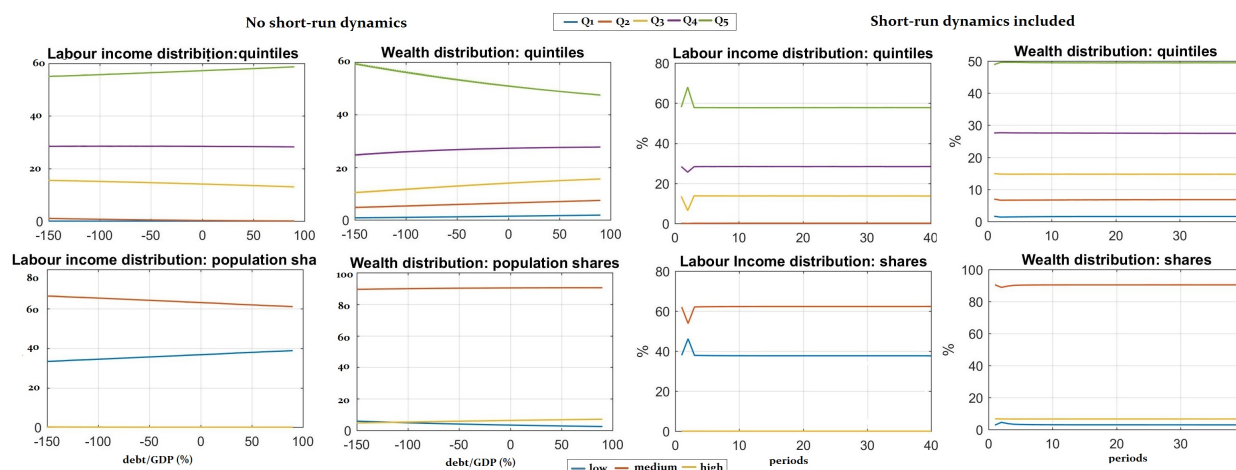 No short-run dynamics
Q1 Q2 Q3 Q4 Q5
Short-run dynamics included
Labour income distribition:quintiles
60
40
20
0
-150 -100 -50 0 50 100
Wealth distribution: quintiles
60
40
20
0
-150 -100 -50 0 50 100
Labour income distribution: quintiles
80
60
40
20
0
%
0 10 20 30 40
Wealth distribution: quintiles
50
40
30
20
10
0
%
0 10 20 30
Labour income distribution: population sha
80
60
40
20
0
-150 -100 -50 0 50 100
debt/GDP (%)
Wealth distribution: population shares
100
80
60
40
20
0
-150 -100 -50 0 50 100
debt/GDP (%)
Labour Income distribution: shares
80
60
40
20
0
%
0 10 20 30 40
periods
Wealth distribution: shares
100
80
60
40
20
0
%
0 10 20 30
periods
low medium high